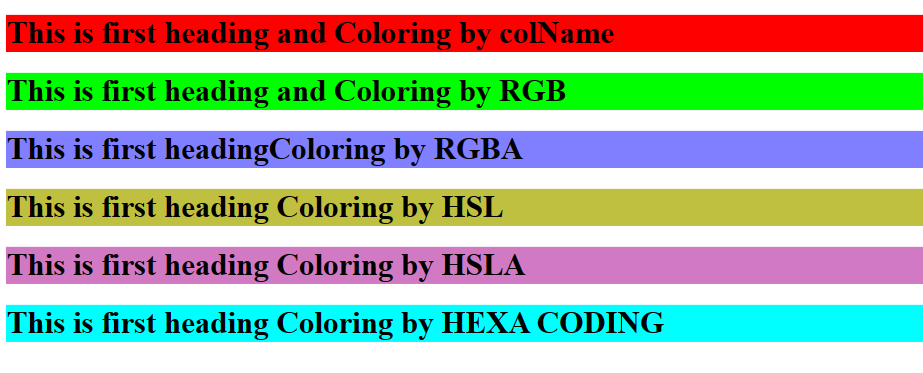 This is first heading and Coloring by colName
This is first heading and Coloring by RGB
This is first headingColoring by RGBA
This is first heading Coloring by HSL
This is first heading Coloring by HSLA
This is first heading Coloring by HEXA CODING